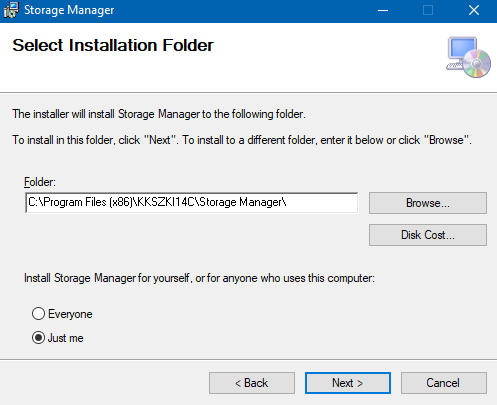 Storage Manager
Select Installation Folder
The installer will install Storage Manager to the following folder.
To install in this folder, click "Next". To install to a different folder, enter it below or click "Browse".
Folder:
C:\Program Files (x86)\KKSZKI14C\Storage Manager\
Browse...
Disk Cost...
Install Storage Manager for yourself, or for anyone who uses this computer:
Everyone
Just me
< Back
Next >
Cancel